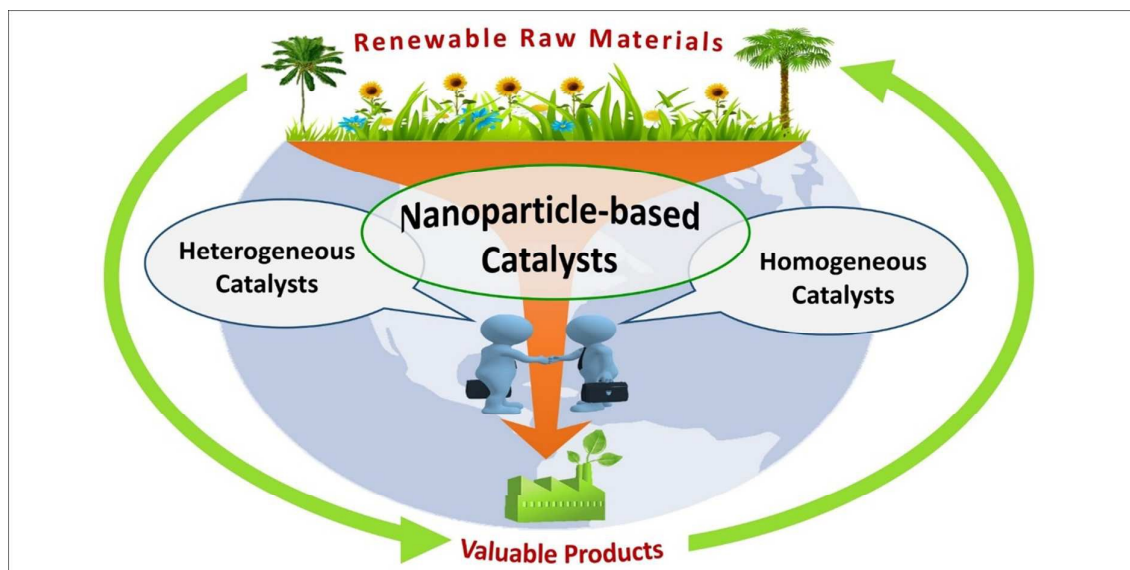 Renewable Raw Materials
Nanoparticle-based
Catalysts
Heterogeneous
Catalysts
Homogeneous
Catalysts
Valuable Products